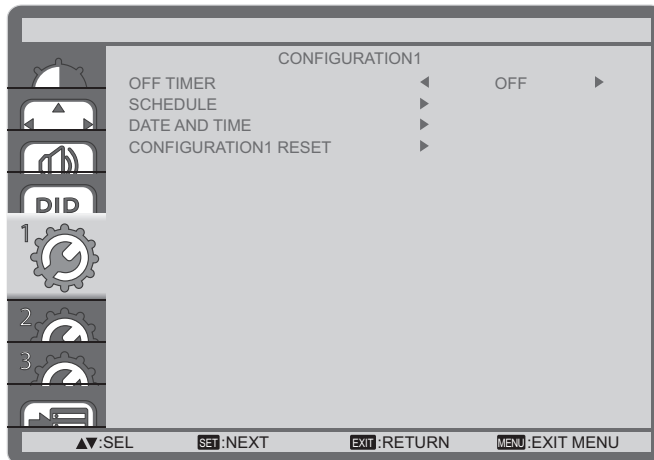 CONFIGURATION1
OFF TIMER ◀ OFF ▶
SCHEDULE ▶
DATE AND TIME ▶
CONFIGURATION1 RESET ▶
PIP
1
2
3
▲▼:SEL SET:NEXT EXIT:RETURN MENU:EXIT MENU